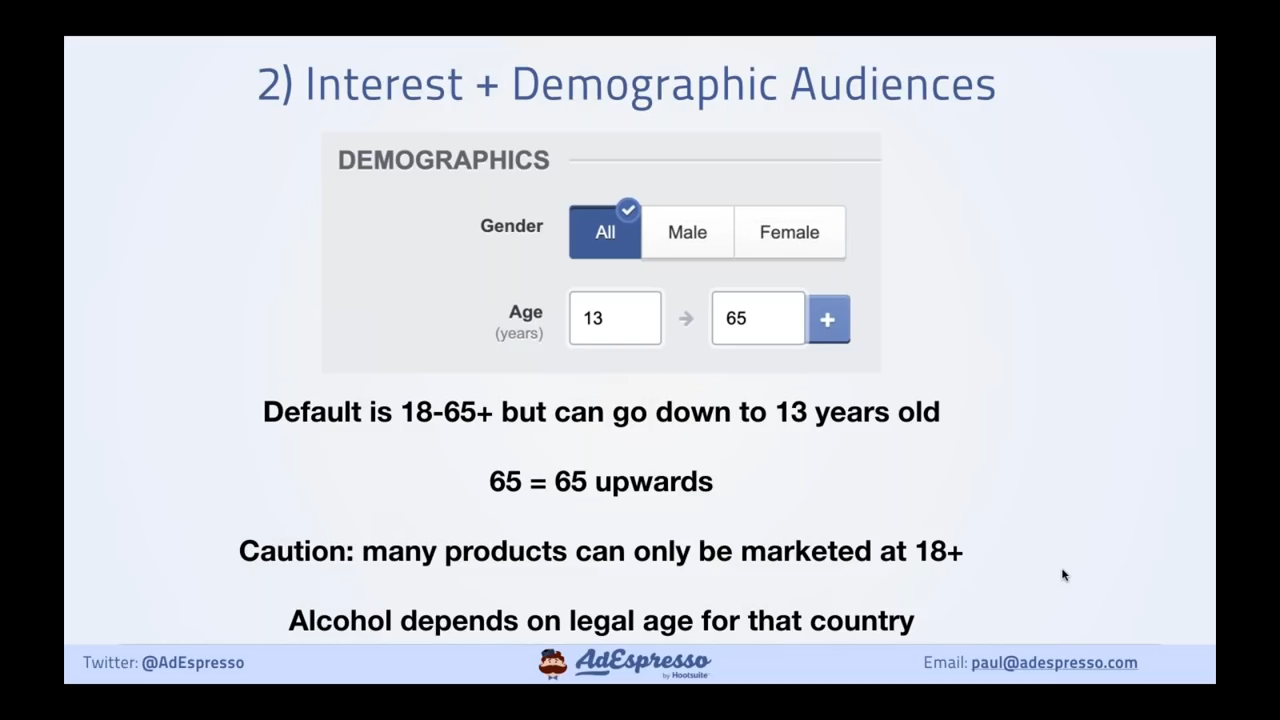 2) Interest + Demographic Audiences
DEMOGRAPHICS
Gender
All
Male
Female
Age
(years)
13
65
+
Default is 18-65+ but can go down to 13 years old
65 = 65 upwards
Caution: many products can only be marketed at 18+
Alcohol depends on legal age for that country
Twitter: @AdEspresso
AdEspresso
by Hootsuite
Email: paul@adespresso.com